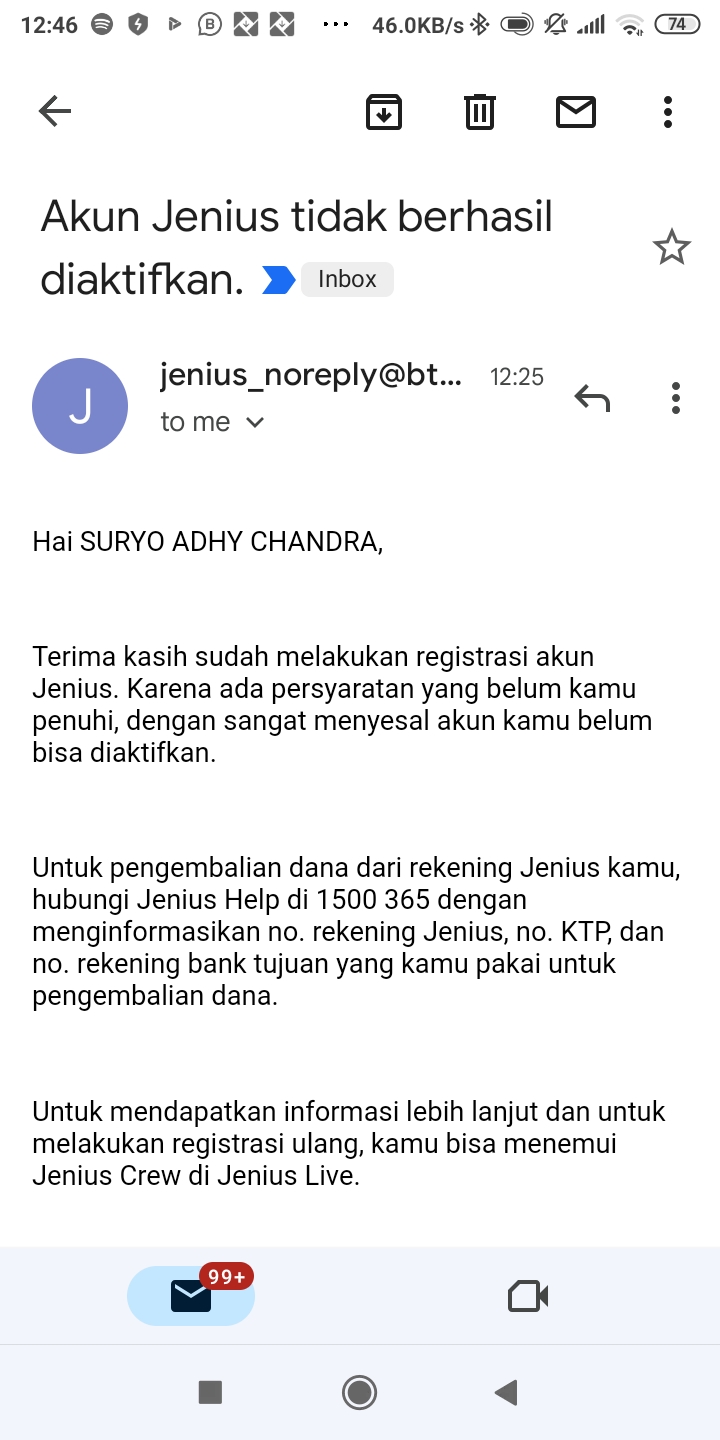 12:46 46.0KB/s 74
Akun Jenius tidak berhasil
diaktifkan. Inbox
J
jenius_noreply@bt... 12:25
to me
Hai SURYO ADHY CHANDRA,
Terima kasih sudah melakukan registrasi akun
Jenius. Karena ada persyaratan yang belum kamu
penuhi, dengan sangat menyesal akun kamu belum
bisa diaktifkan.
Untuk pengembalian dana dari rekening Jenius kamu,
hubungi Jenius Help di 1500 365 dengan
menginformasikan no. rekening Jenius, no. KTP, dan
no. rekening bank tujuan yang kamu pakai untuk
pengembalian dana.
Untuk mendapatkan informasi lebih lanjut dan untuk
melakukan registrasi ulang, kamu bisa menemui
Jenius Crew di Jenius Live.
99+